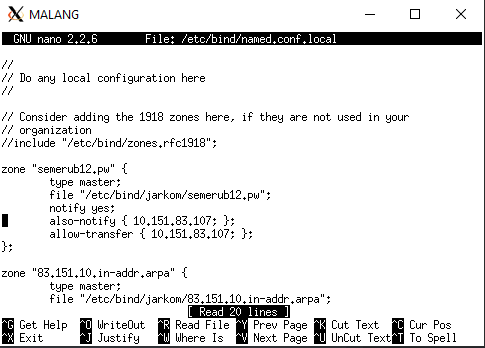 MALANG
GNU nano 2.2.6 File: /etc/bind/named.conf.local
//
// Do any local configuration here
//
// Consider adding the 1918 zones here, if they are not used in your
// organization
//include "/etc/bind/zones.rfc1918";
zone "semerub12.pw" {
type master;
file "/etc/bind/jarkom/semerub12.pw";
notify yes;
also-notify { 10.151.83.107; };
allow-transfer { 10.151.83.107; };
};
zone "83.151.10.in-addr.arpa" {
type master;
file "/etc/bind/jarkom/83.151.10.in-addr.arpa";
[ Read 20 lines ]
^G Get Help ^O WriteOut ^R Read File ^Y Prev Page ^K Cut Text ^C Cur Pos
^X Exit ^J Justify ^W Where Is ^V Next Page ^U UnCut Text ^T To Spell